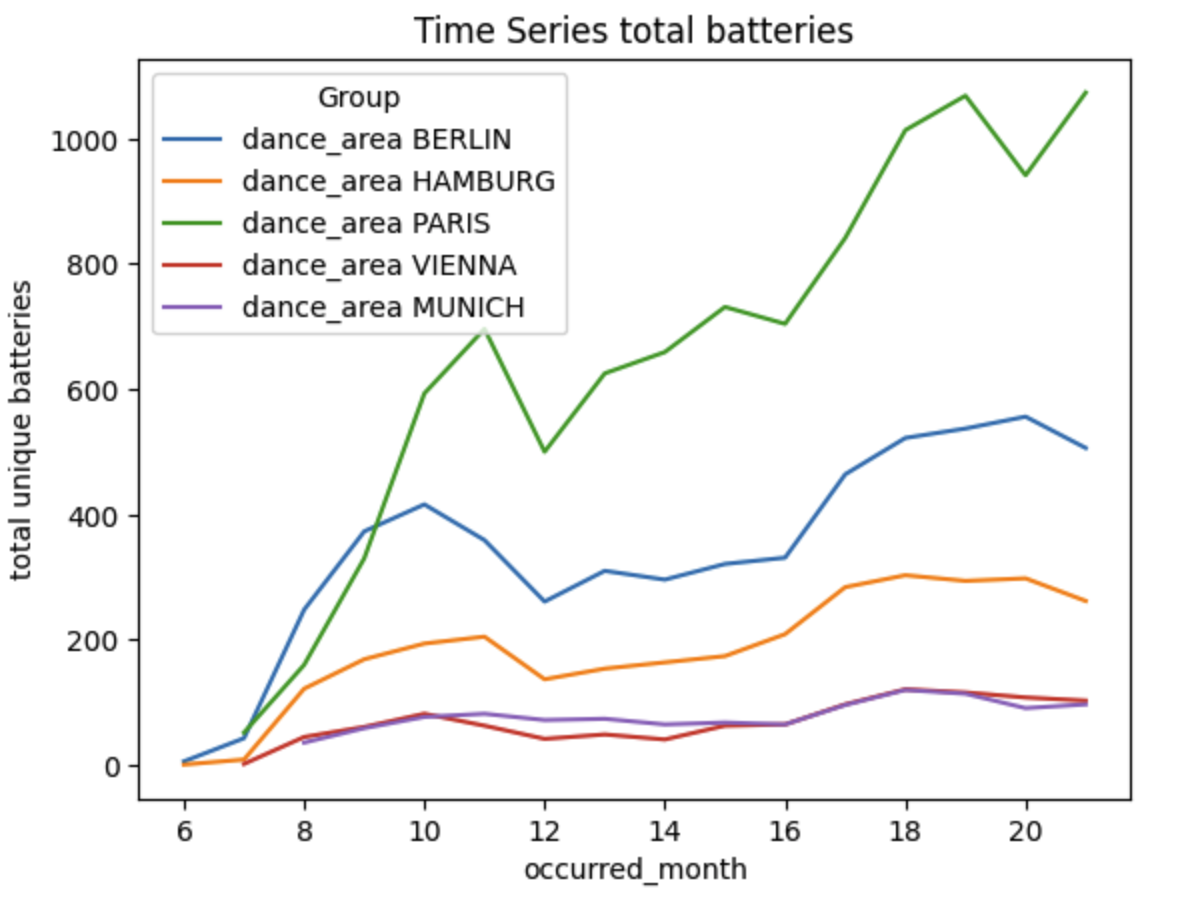 Time Series total batteries
Group
dance_area BERLIN
dance_area HAMBURG
dance_area PARIS
dance_area VIENNA
dance_area MUNICH
1000
800
600
400
200
0
total unique batteries
6 8 10 12 14 16 18 20
occurred_month